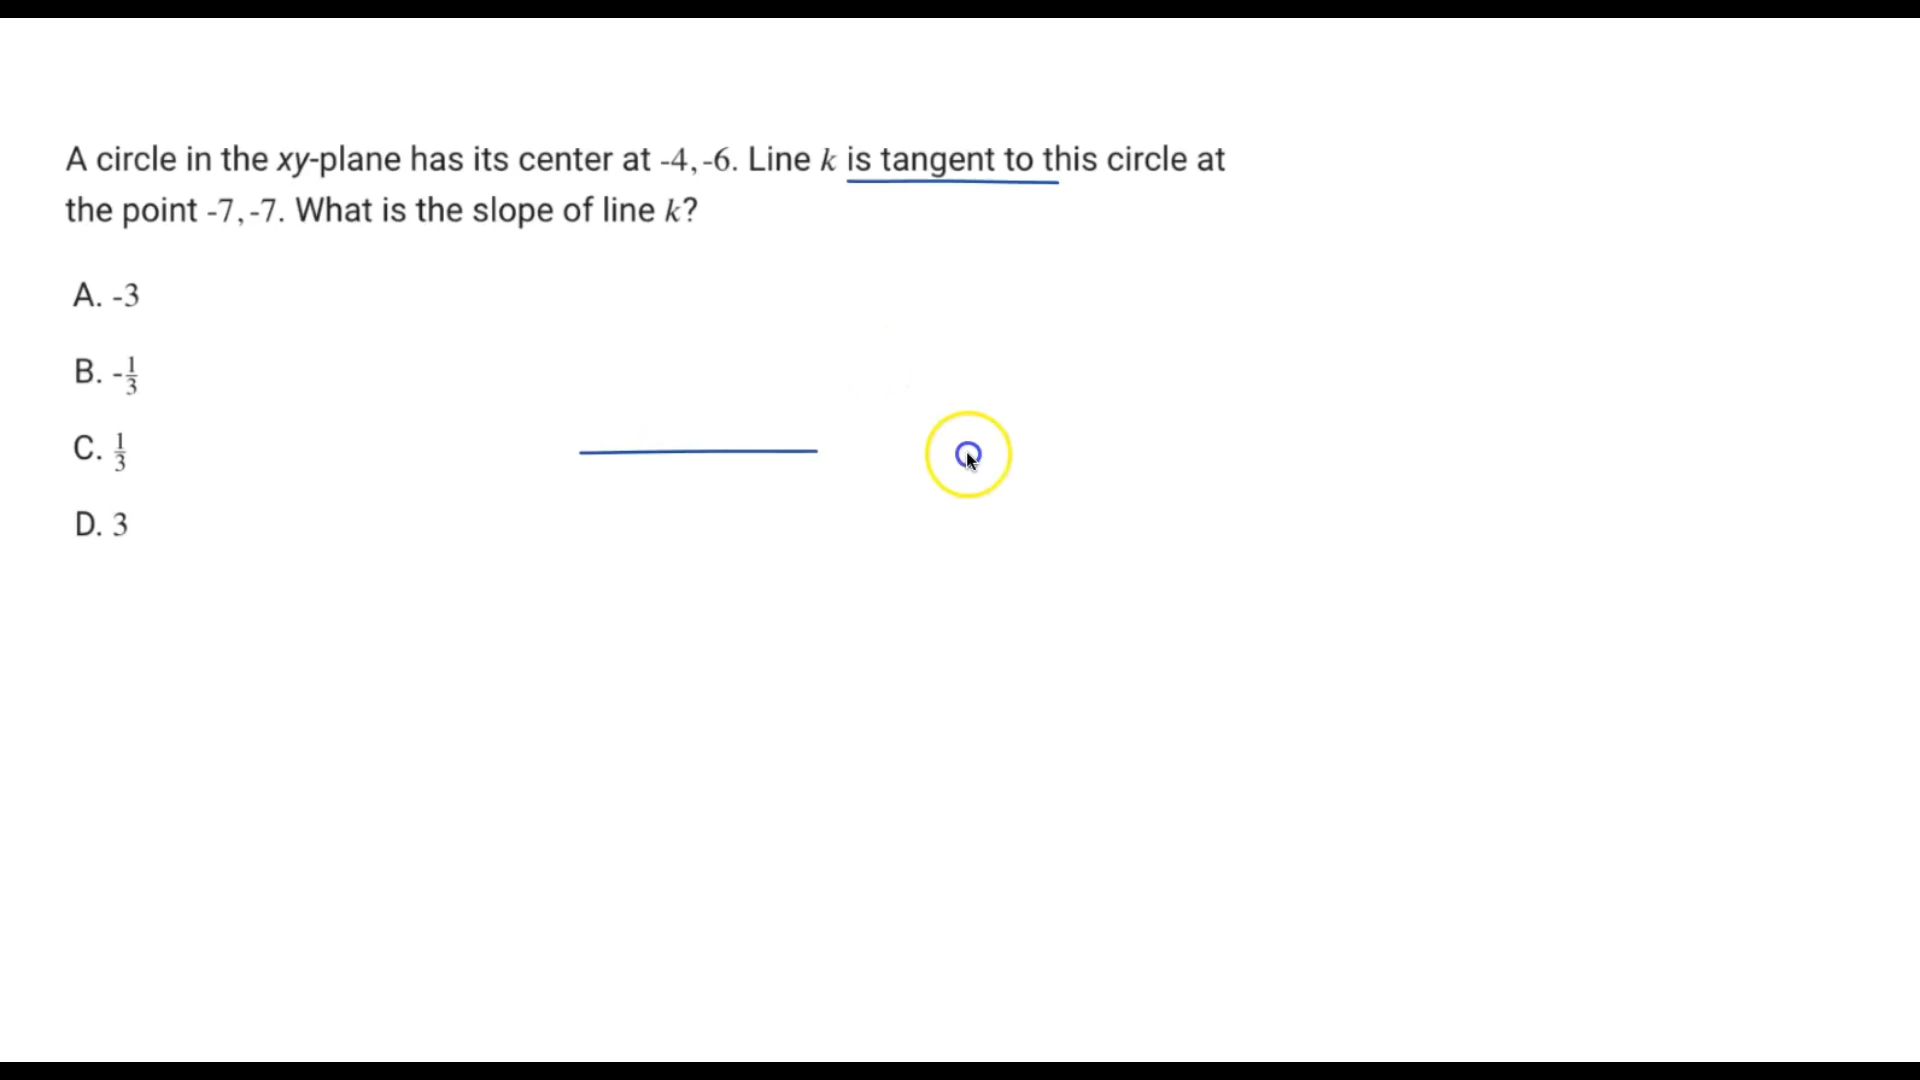 A circle in the xy-plane has its center at -4, -6. Line k is tangent to this circle at
the point -7, -7. What is the slope of line k?
A. -3
B. -1/3
C. 1/3
D. 3